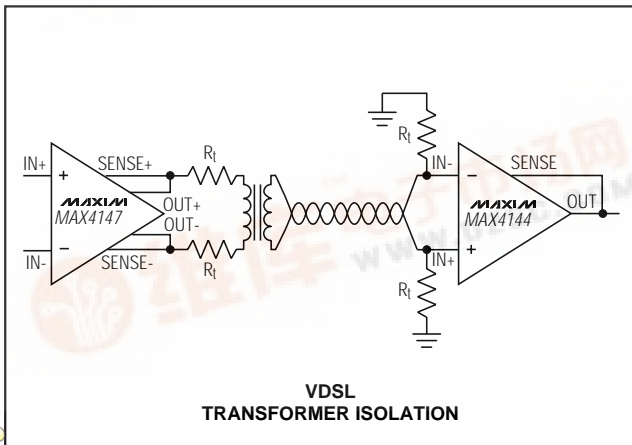 IN+
SENSE+
Rt
MAXIM
MAX4147
OUT+
OUT-
IN-
SENSE-
Rt
Rt
IN-
SENSE
MAXIM
MAX4144
OUT
IN+
Rt
VDSL
TRANSFORMER ISOLATION